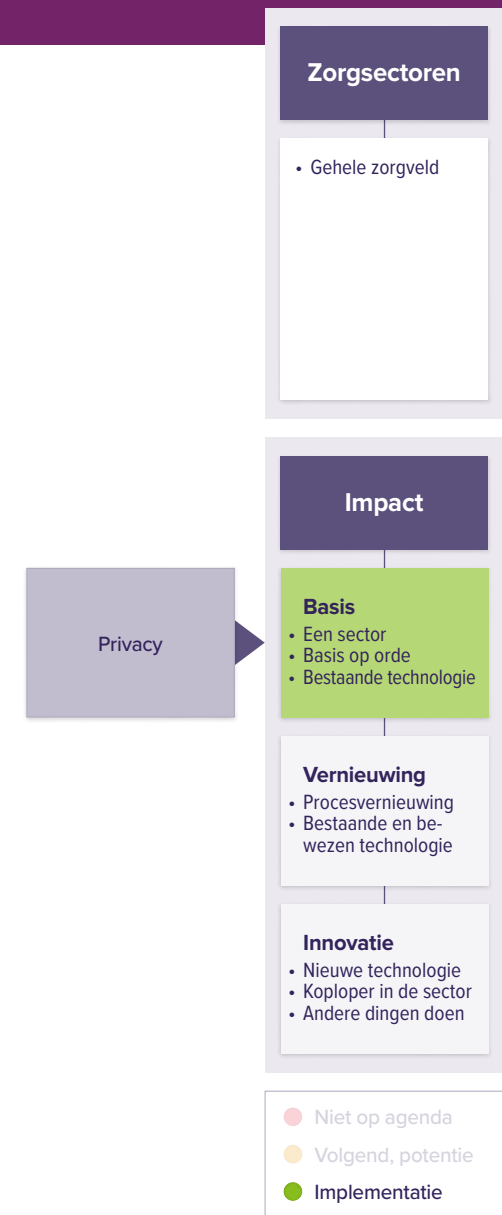 Zorgsectoren
• Gehele zorgveld
Impact
Privacy
Basis
• Een sector
• Basis op orde
• Bestaande technologie
Vernieuwing
• Procesvernieuwing
• Bestaande en be-
wezen technologie
Innovatie
• Nieuwe technologie
• Koploper in de sector
• Andere dingen doen
Niet op agenda
Volgend, potentie
Implementatie